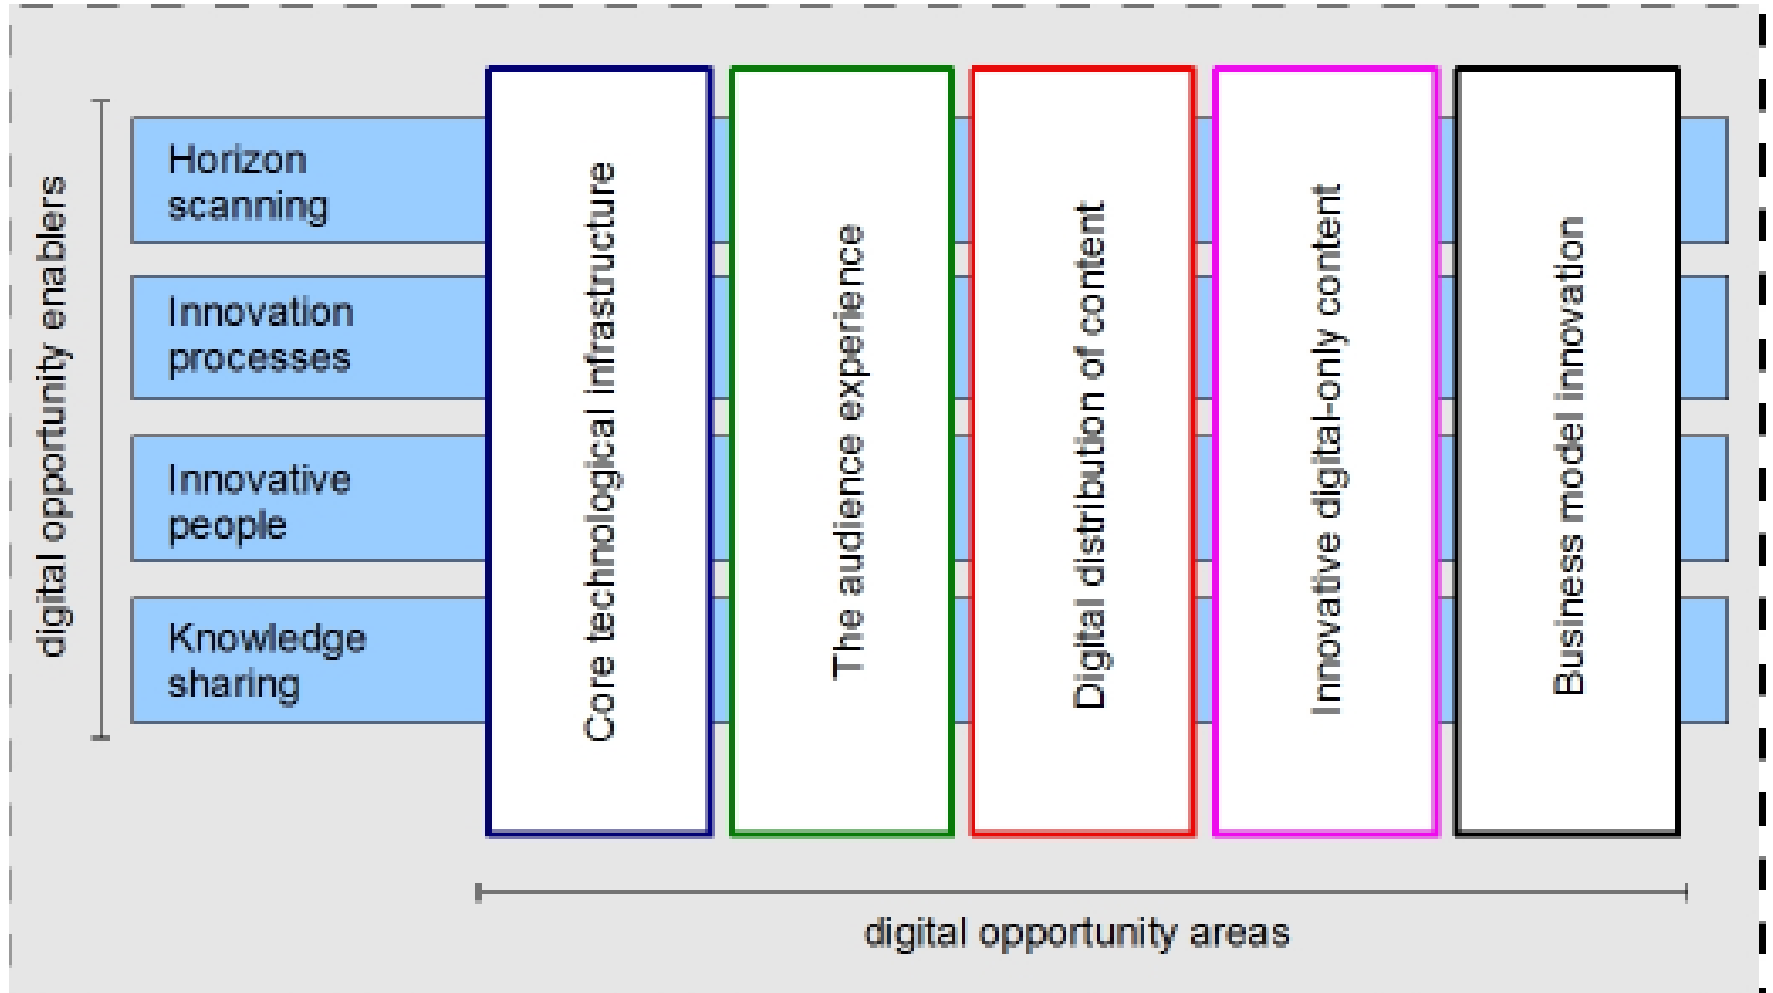 digital opportunity enablers
Horizon
scanning
Innovation
processes
Innovative
people
Knowledge
sharing
Core technological infrastructure
The audience experience
Digital distribution of content
Innovative digital-only content
Business model innovation
digital opportunity areas